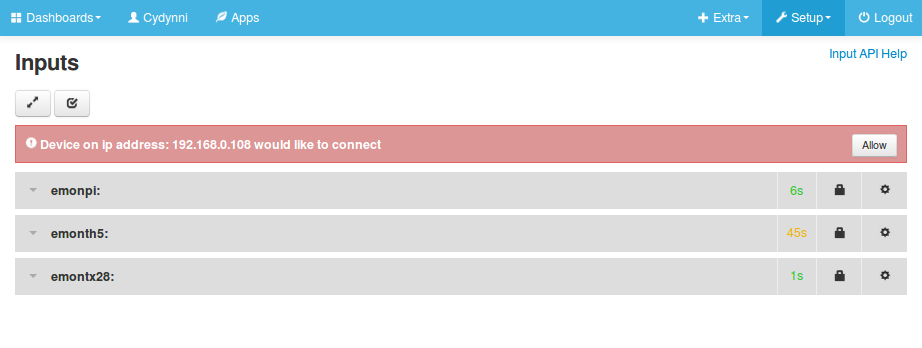 Dashboards Cydynni Apps Extra Setup Logout
Inputs
Input API Help
Device on ip address: 192.168.0.108 would like to connect Allow
emonpi: 6s
emonth5: 45s
emontx28: 1s